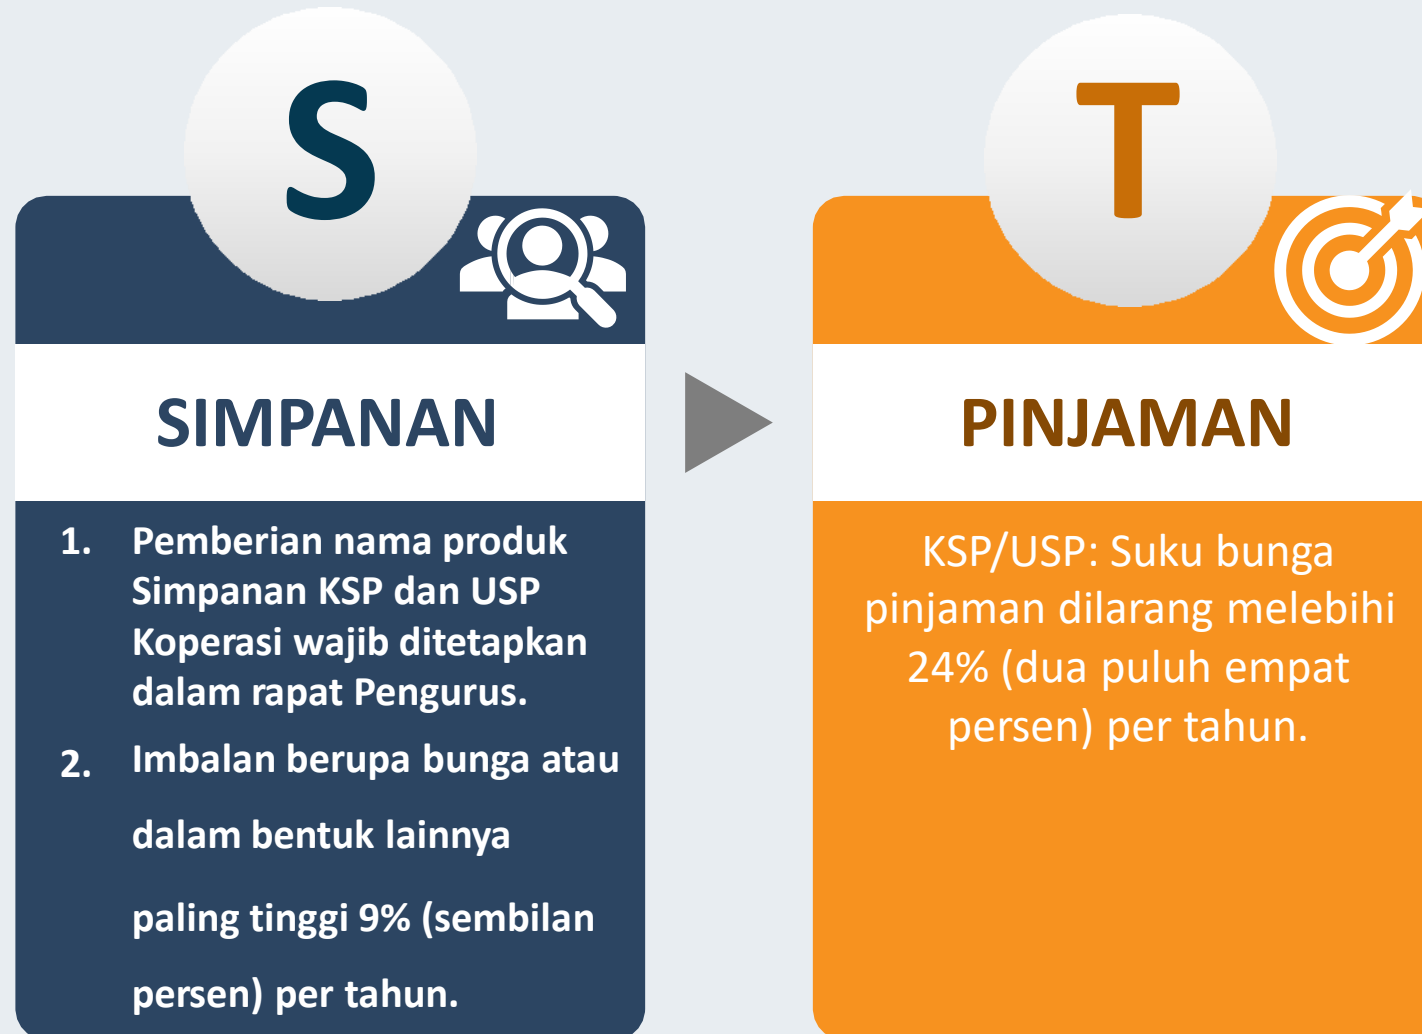 S
SIMPANAN
1. Pemberian nama produk
Simpanan KSP dan USP
Koperasi wajib ditetapkan
dalam rapat Pengurus.
2. Imbalan berupa bunga atau
dalam bentuk lainnya
paling tinggi 9% (sembilan
persen) per tahun.
T
PINJAMAN
KSP/USP: Suku bunga
pinjaman dilarang melebihi
24% (dua puluh empat
persen) per tahun.